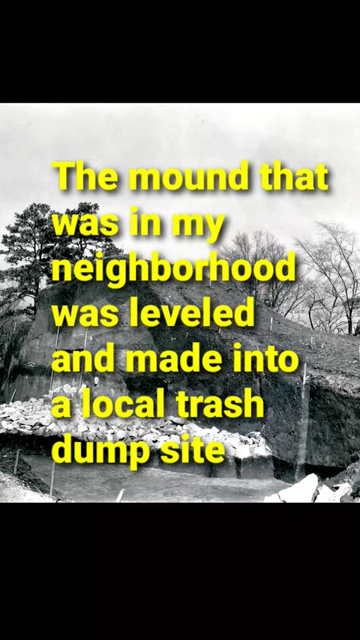 The mound that
was in my
neighborhood
was leveled
and made into
a local trash
dump site